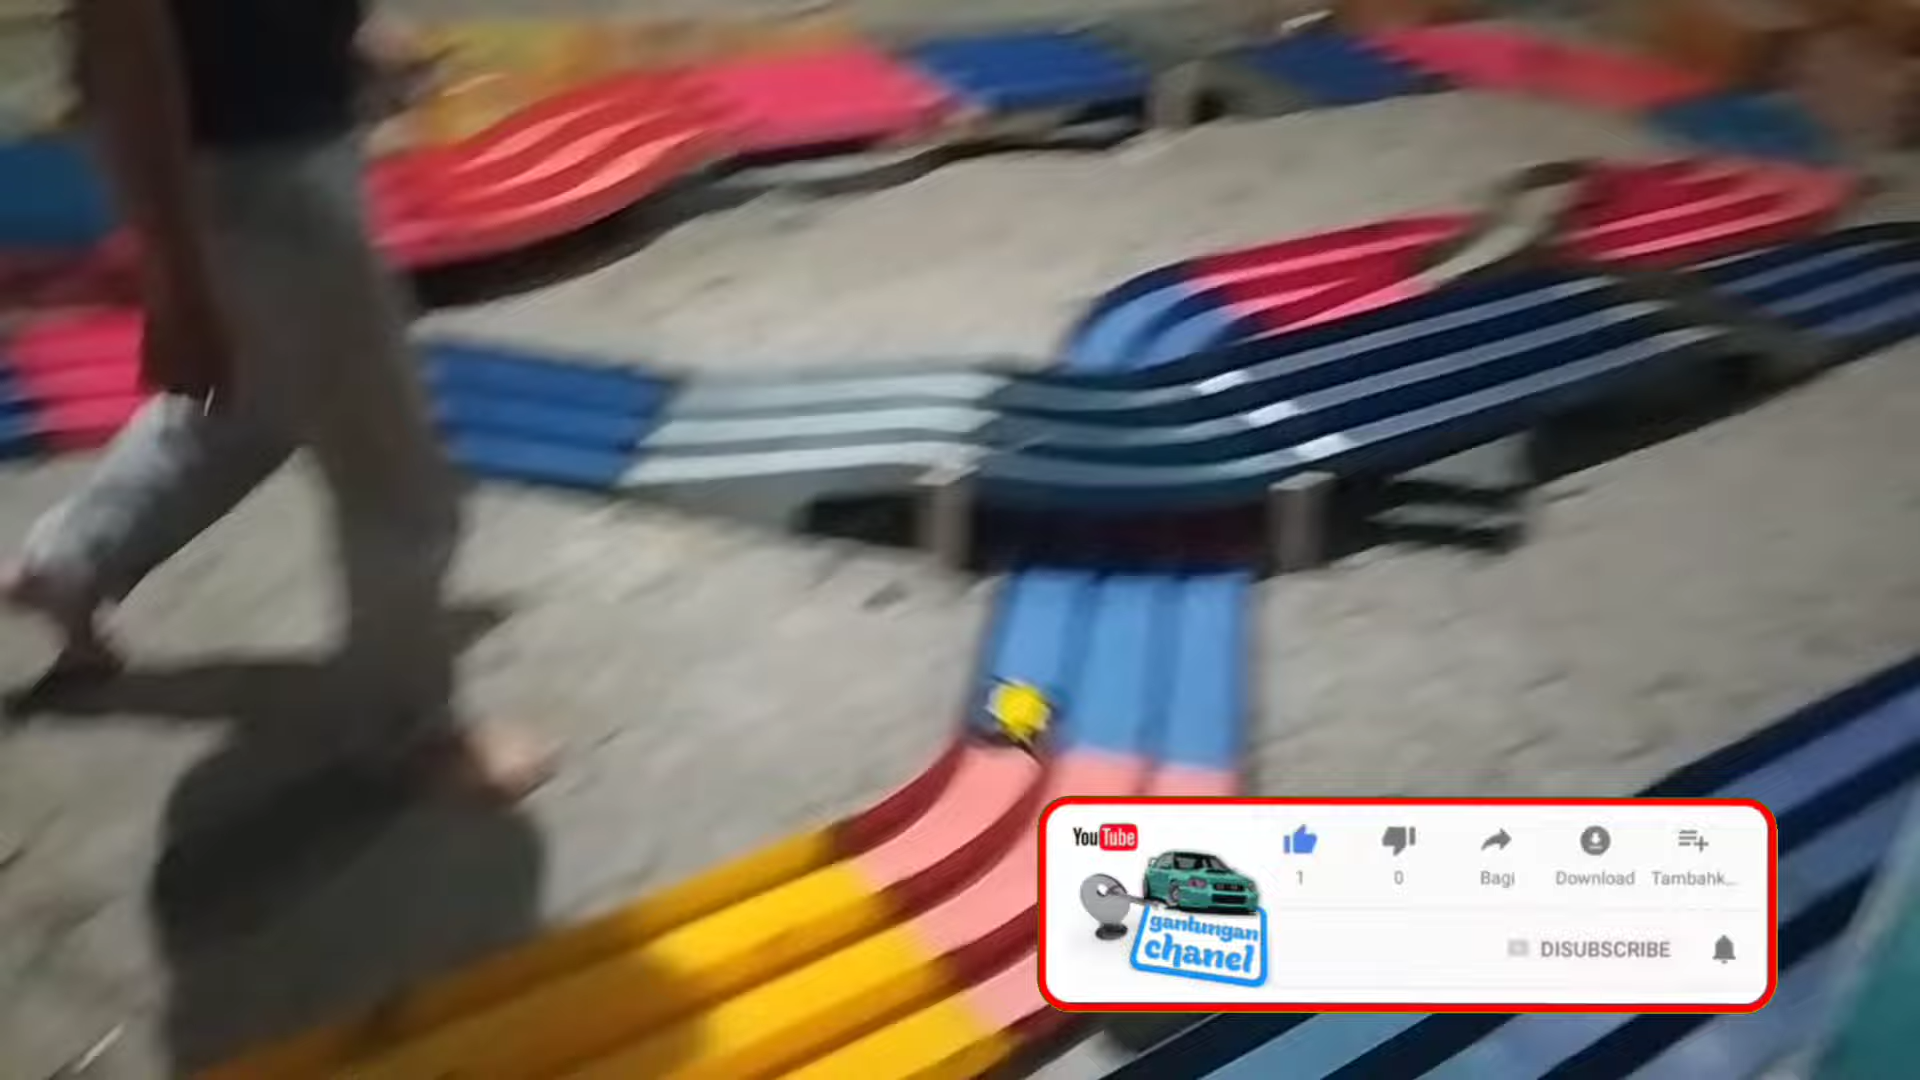 YouTube
1
0
Bagi
Download
Tambahk...
gantungan
chanel
DISUBSCRIBE